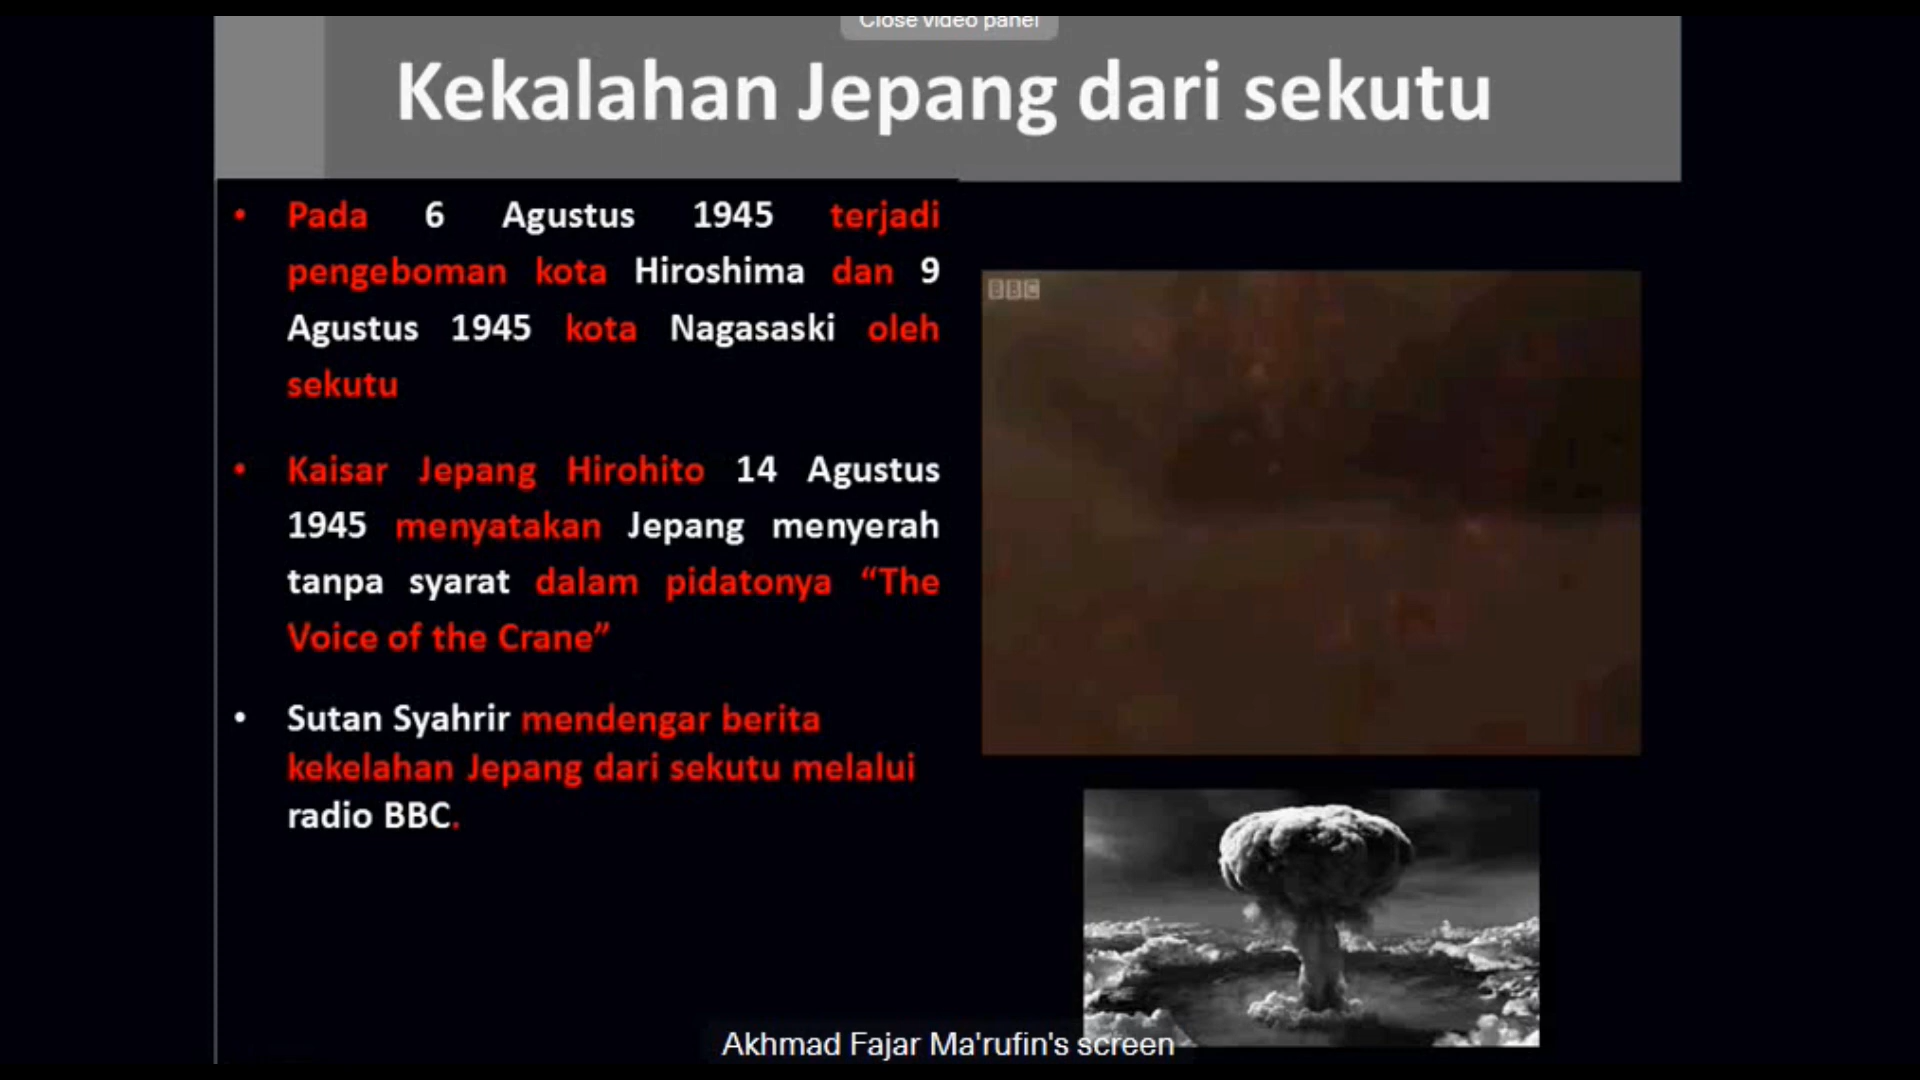 Close video panel
Kekalahan Jepang dari sekutu
• Pada 6 Agustus 1945 terjadi
pengeboman kota Hiroshima dan 9
Agustus 1945 kota Nagasaski oleh
sekutu
• Kaisar Jepang Hirohito 14 Agustus
1945 menyatakan Jepang menyerah
tanpa syarat dalam pidatonya “The
Voice of the Crane”
• Sutan Syahrir mendengar berita
kekelahan Jepang dari sekutu melalui
radio BBC.
BBC
Akhmad Fajar Ma'rufin's screen